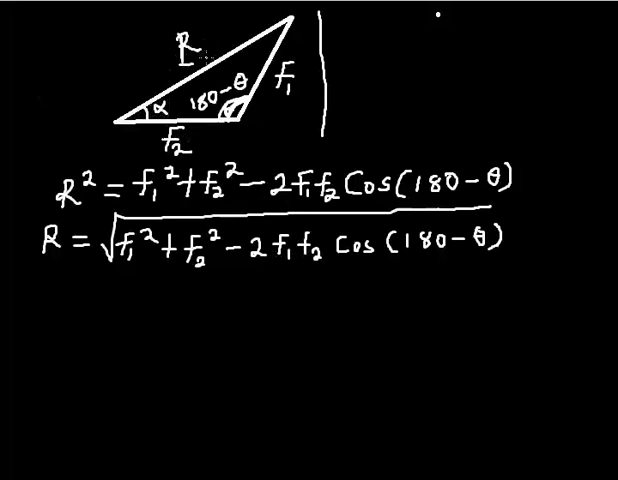 R
F₁
180-θ
α
F₂
R² = F₁² + F₂² - 2F₁F₂ Cos(180-θ)
R = √F₁² + F₂² - 2F₁F₂ Cos (180-θ)